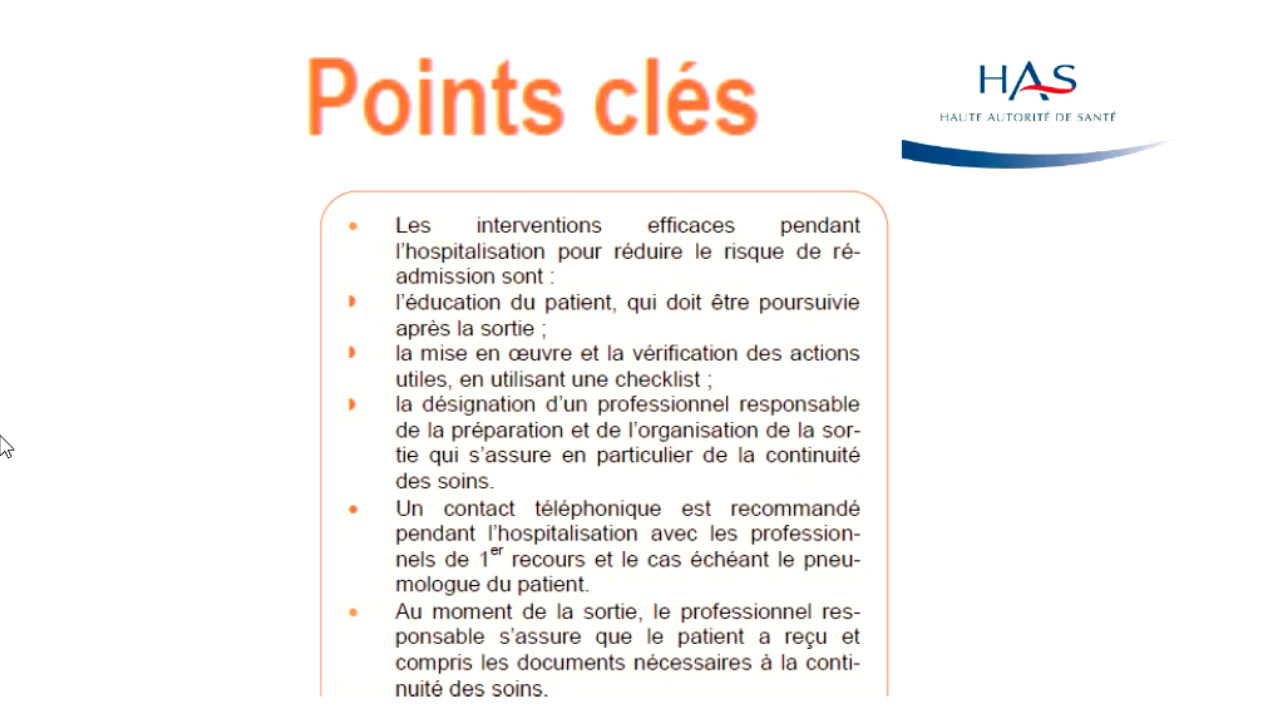 Points clés
HAS
HAUTE AUTORITÉ DE SANTÉ
• Les interventions efficaces pendant
l'hospitalisation pour réduire le risque de ré-
admission sont :
l'éducation du patient, qui doit être poursuivie
après la sortie ;
la mise en œuvre et la vérification des actions
utiles, en utilisant une checklist ;
la désignation d'un professionnel responsable
de la préparation et de l'organisation de la sor-
tie qui s'assure en particulier de la continuité
des soins.
• Un contact téléphonique est recommandé
pendant l'hospitalisation avec les profession-
nels de 1er recours et le cas échéant le pneu-
mologue du patient.
• Au moment de la sortie, le professionnel res-
ponsable s'assure que le patient a reçu et
compris les documents nécessaires à la conti-
nuité des soins.